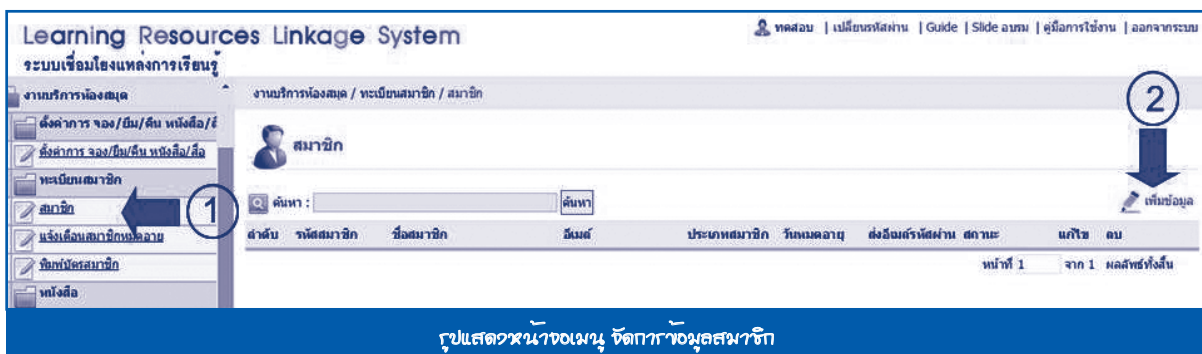 Learning Resources Linkage System
ระบบเชื่อมโยงแหล่งการเรียนรู้
ทดสอบ | เปลี่ยนรหัสผ่าน | Guide | Slide อบรม | คู่มือการใช้งาน | ออกจากระบบ
งานบริการห้องสมุด
ตั้งค่าการ จอง/ยืม/คืน หนังสือ/สื่
ตั้งค่าการ จอง/ยืม/คืน หนังสือ/สื่อ
ทะเบียนสมาชิก
สมาชิก
แจ้งเตือนสมาชิกหมดอายุ
พิมพ์บัตรสมาชิก
หนังสือ
1
งานบริการห้องสมุด / ทะเบียนสมาชิก / สมาชิก
2
สมาชิก
ค้นหา : ค้นหา
เพิ่มข้อมูล
ลำดับ รหัสสมาชิก ชื่อสมาชิก อีเมล์ ประเภทสมาชิก วันหมดอายุ ส่งอีเมล์รหัสผ่าน สถานะ แก้ไข ลบ
หน้าที่ 1 จาก 1 ผลลัพธ์ทั้งสิ้น
รูปแสดงหน้าจอเมนู จัดการข้อมูลสมาชิก